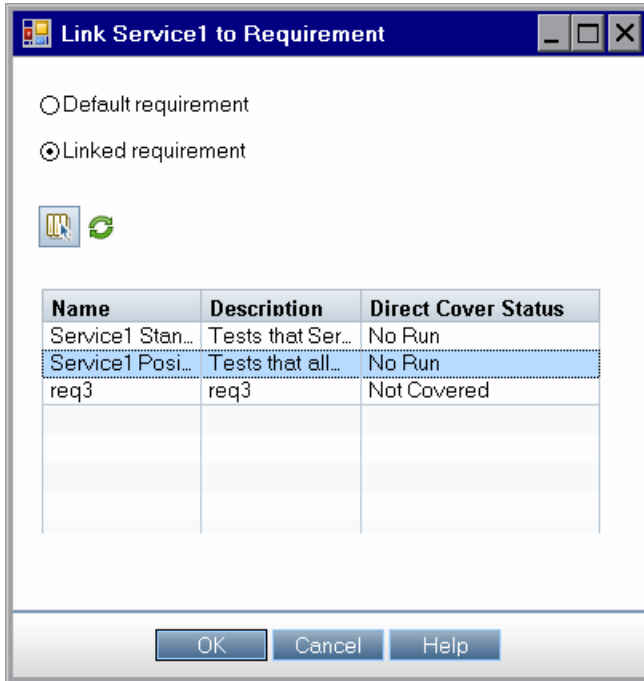 Link Service1 to Requirement
Default requirement
Linked requirement
Name Description Direct Cover Status
Service1 Stan... Tests that Ser... No Run
Service1 Posi... Tests that all... No Run
req3 req3 Not Covered
OK Cancel Help